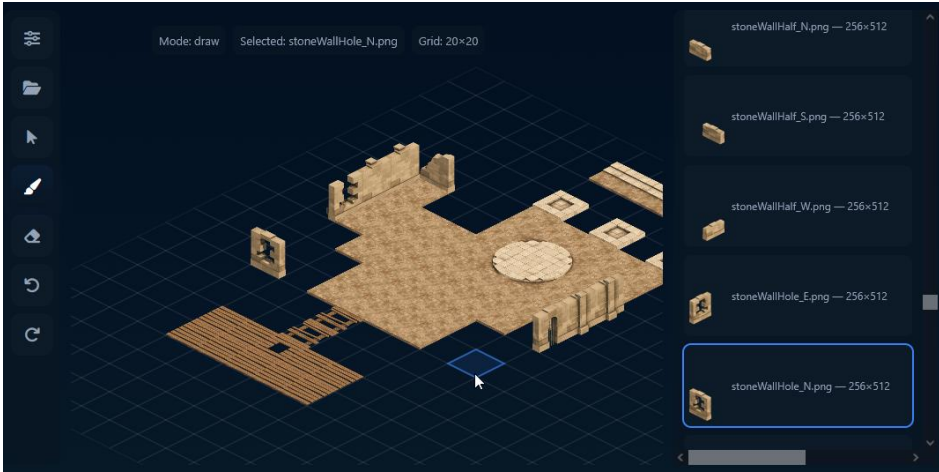 Mode: draw
Selected: stoneWallHole_N.png
Grid: 20×20
stoneWallHalf_N.png — 256×512
stoneWallHalf_S.png — 256×512
stoneWallHalf_W.png — 256×512
stoneWallHole_E.png — 256×512
stoneWallHole_N.png — 256×512